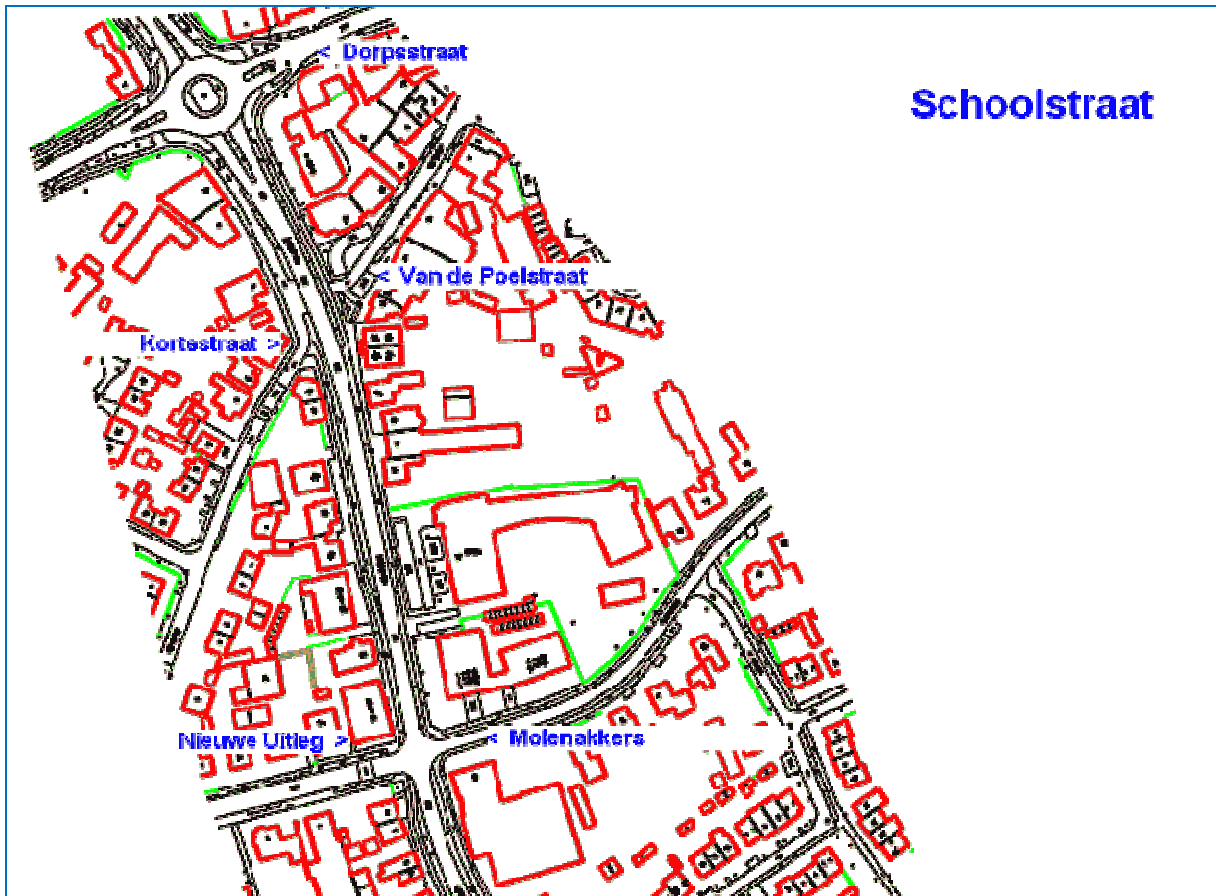 < Dorpsstraat
Schoolstraat
< Van de Poelstraat
Kortestraat >
Nieuwe Uitleg >
< Molenakkers